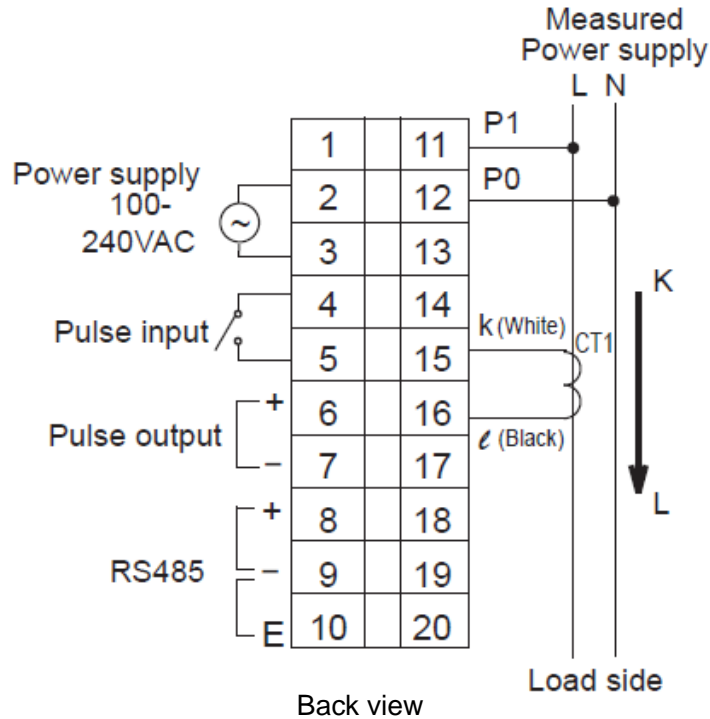 Measured
Power supply
L N
P1
1 11
Power supply
100-
240VAC
~
P0
2 12
3 13
K
4 14
Pulse input
k (White)
CT1
5 15
+
6 16
Pulse output
ℓ (Black)
−
7 17
L
+
8 18
RS485
−
9 19
E
10 20
Load side
Back view